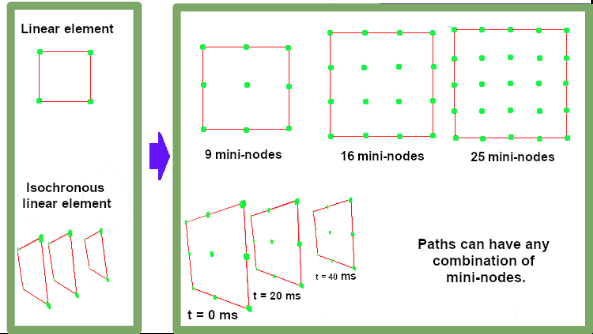 Linear element
Isochronous
linear element
9 mini-nodes
16 mini-nodes
25 mini-nodes
t = 0 ms
t = 20 ms
t = 40 ms
Paths can have any
combination of
mini-nodes.